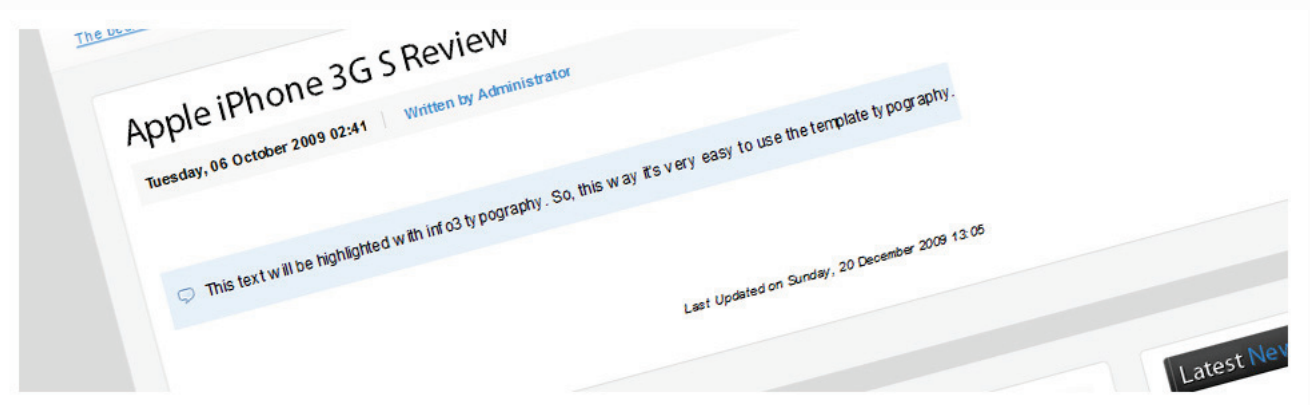 Apple iPhone 3G S Review
Tuesday, 06 October 2009 02:41 Written by Administrator
This text will be highlighted with info3 typography. So, this way it's very easy to use the template typography.
Last Updated on Sunday, 20 December 2009 13:05
Latest